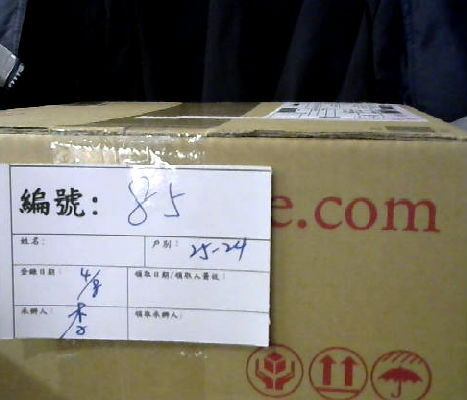 編號: 85
e.com
姓名: 戶別: 25-24
登錄日期: 4/8 領取日期/領取人簽收:
承辦人: 領取承辦人: